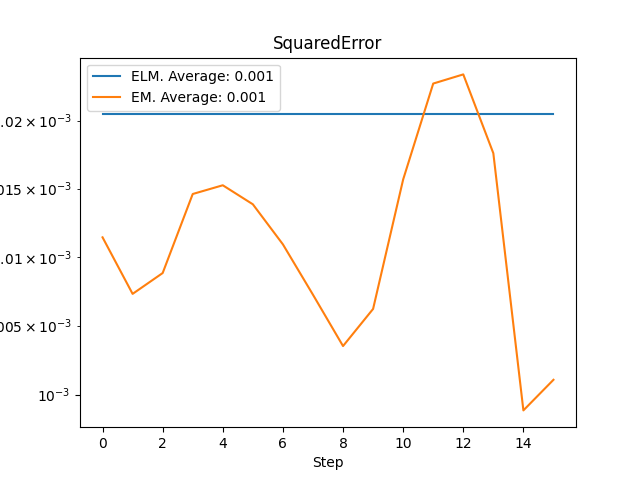 SquaredError
ELM. Average: 0.001
EM. Average: 0.001
.02 × 10⁻³
015 × 10⁻³
.01 × 10⁻³
005 × 10⁻³
10⁻³
0 2 4 6 8 10 12 14
Step